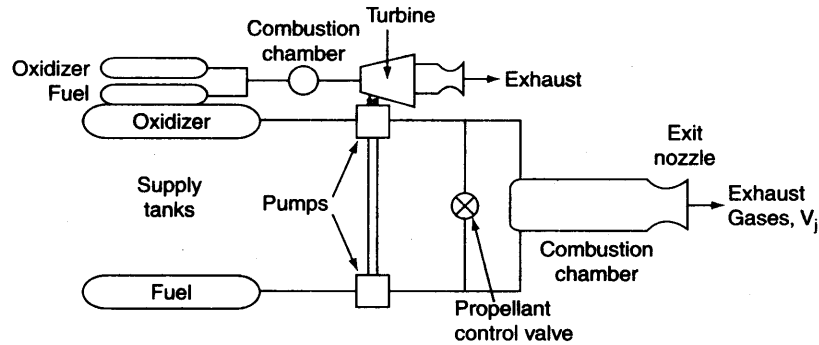 Turbine
Combustion
chamber
Oxidizer
Fuel
Exhaust
Oxidizer
Exit
nozzle
Supply
tanks
Pumps
Exhaust
Gases, Vj
Combustion
chamber
Fuel
Propellant
control valve